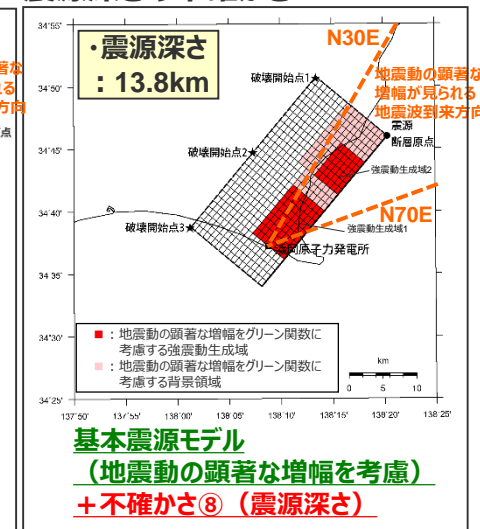 ・震源深さ
：13.8km
N30E
地震動の顕著な
増幅が見られる
地震波到来方向
34˚55'
34˚50'
34˚45'
34˚40'
34˚35'
34˚30'
34˚25'
破壊開始点1★
震源
断層原点
破壊開始点2★
強震動生成域2
N70E
破壊開始点3★
強震動生成域1
浜岡原子力発電所
■：地震動の顕著な増幅をグリーン関数に
考慮する強震動生成域
■：地震動の顕著な増幅をグリーン関数に
考慮する背景領域
km
0 5 10
137˚50' 137˚55' 138˚00' 138˚05' 138˚10' 138˚15' 138˚20' 138˚25'
基本震源モデル
（地震動の顕著な増幅を考慮）
＋不確かさ⑧（震源深さ）